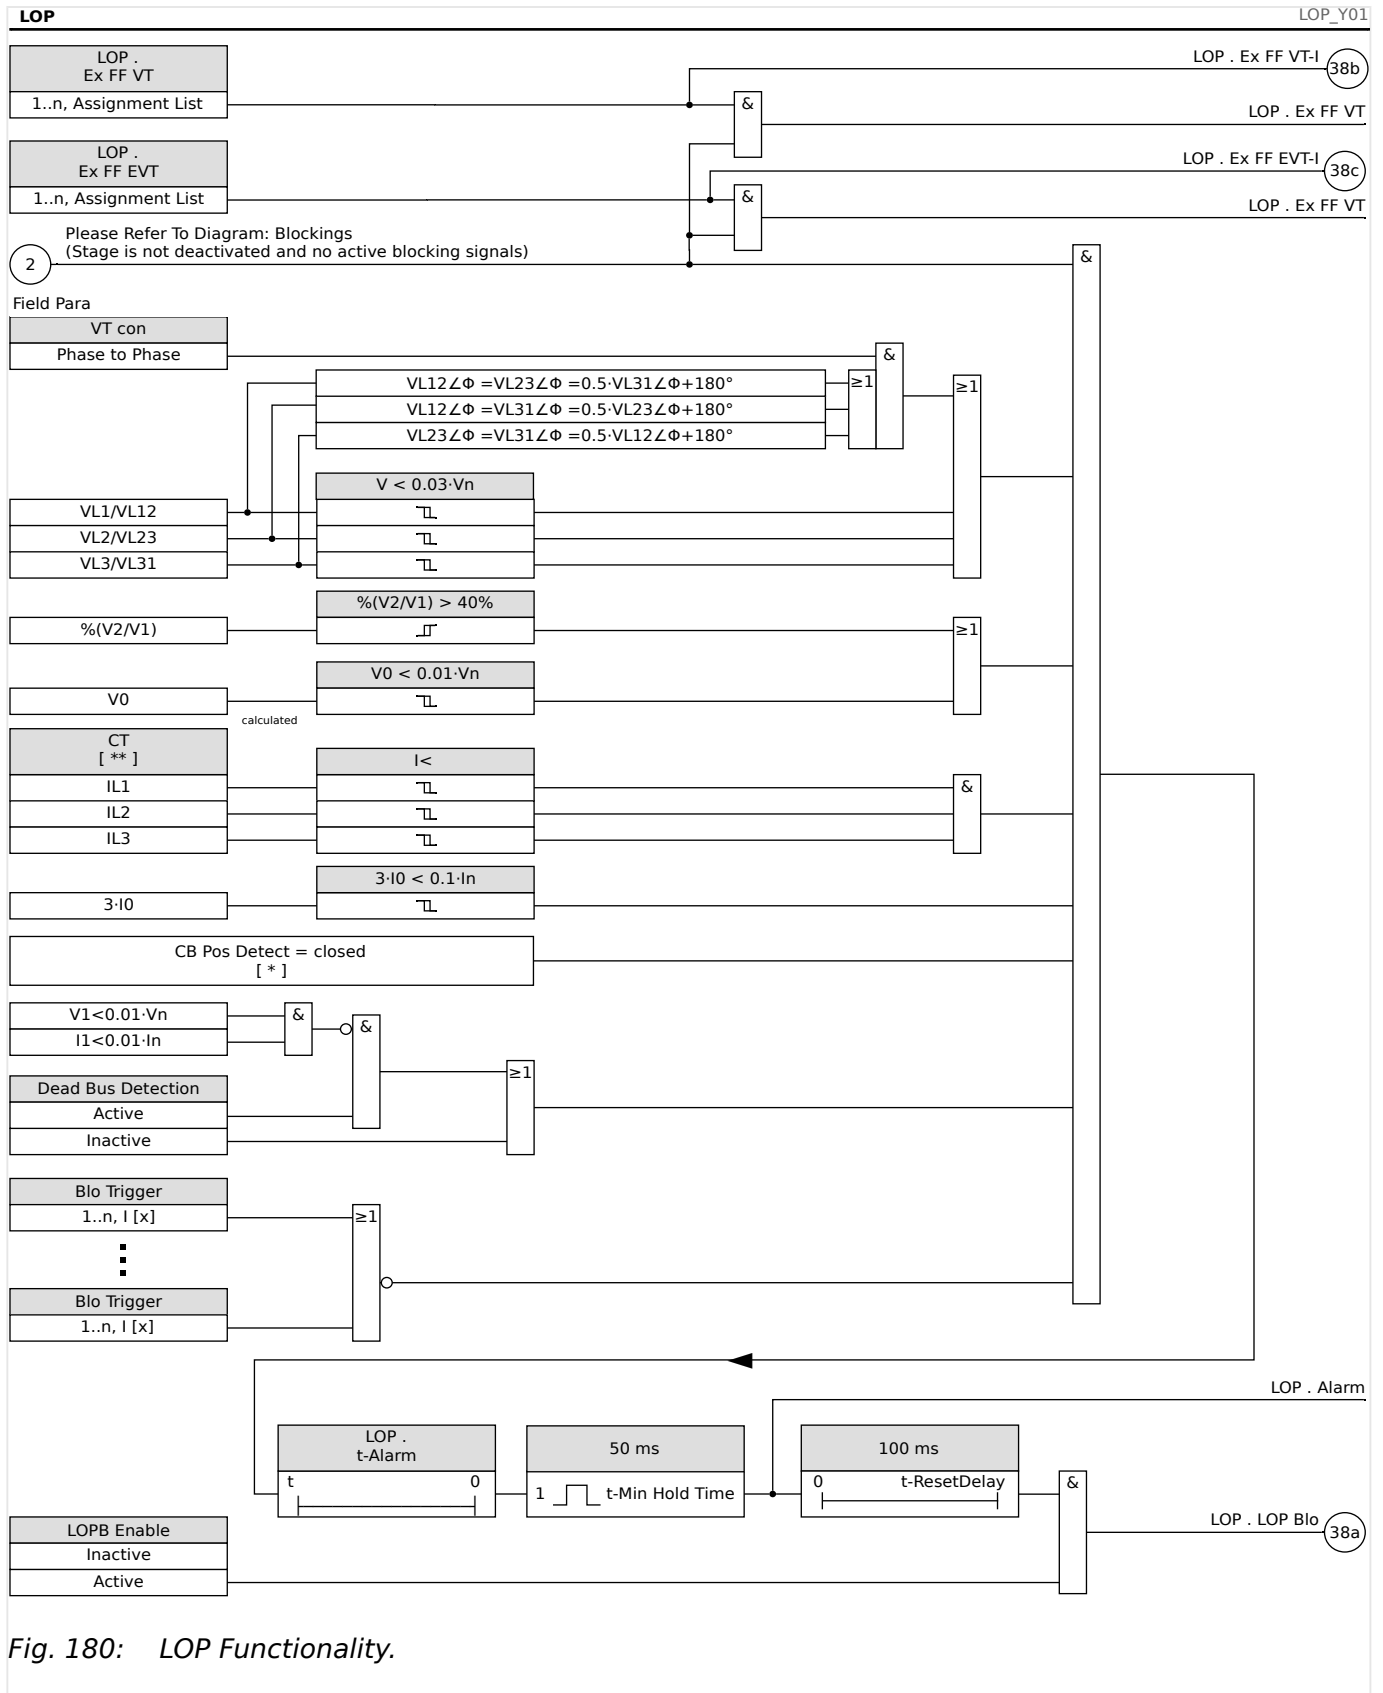 LOP
LOP_Y01
LOP .
Ex FF VT
1..n, Assignment List
LOP . Ex FF VT-I
38b
&
LOP . Ex FF VT
LOP .
Ex FF EVT
1..n, Assignment List
LOP . Ex FF EVT-I
38c
&
LOP . Ex FF VT
Please Refer To Diagram: Blockings
(Stage is not deactivated and no active blocking signals)
2
&
Field Para
VT con
Phase to Phase
&
VL12∠Φ =VL23∠Φ =0.5·VL31∠Φ+180°
≥1
≥1
VL12∠Φ =VL31∠Φ =0.5·VL23∠Φ+180°
VL23∠Φ =VL31∠Φ =0.5·VL12∠Φ+180°
V < 0.03·Vn
VL1/VL12
VL2/VL23
VL3/VL31
%(V2/V1) > 40%
%(V2/V1)
≥1
V0 < 0.01·Vn
V0
calculated
CT
[ ** ]
I<
IL1
&
IL2
IL3
3·I0 < 0.1·In
3·I0
CB Pos Detect = closed
[ * ]
V1<0.01·Vn
&
I1<0.01·In
&
≥1
Dead Bus Detection
Active
Inactive
Blo Trigger
1..n, I [x]
≥1
Blo Trigger
1..n, I [x]
LOP . Alarm
LOP .
t-Alarm
50 ms
100 ms
t 0
1 t-Min Hold Time
0 t-ResetDelay
&
LOP . LOP Blo
38a
LOPB Enable
Inactive
Active
Fig. 180: LOP Functionality.